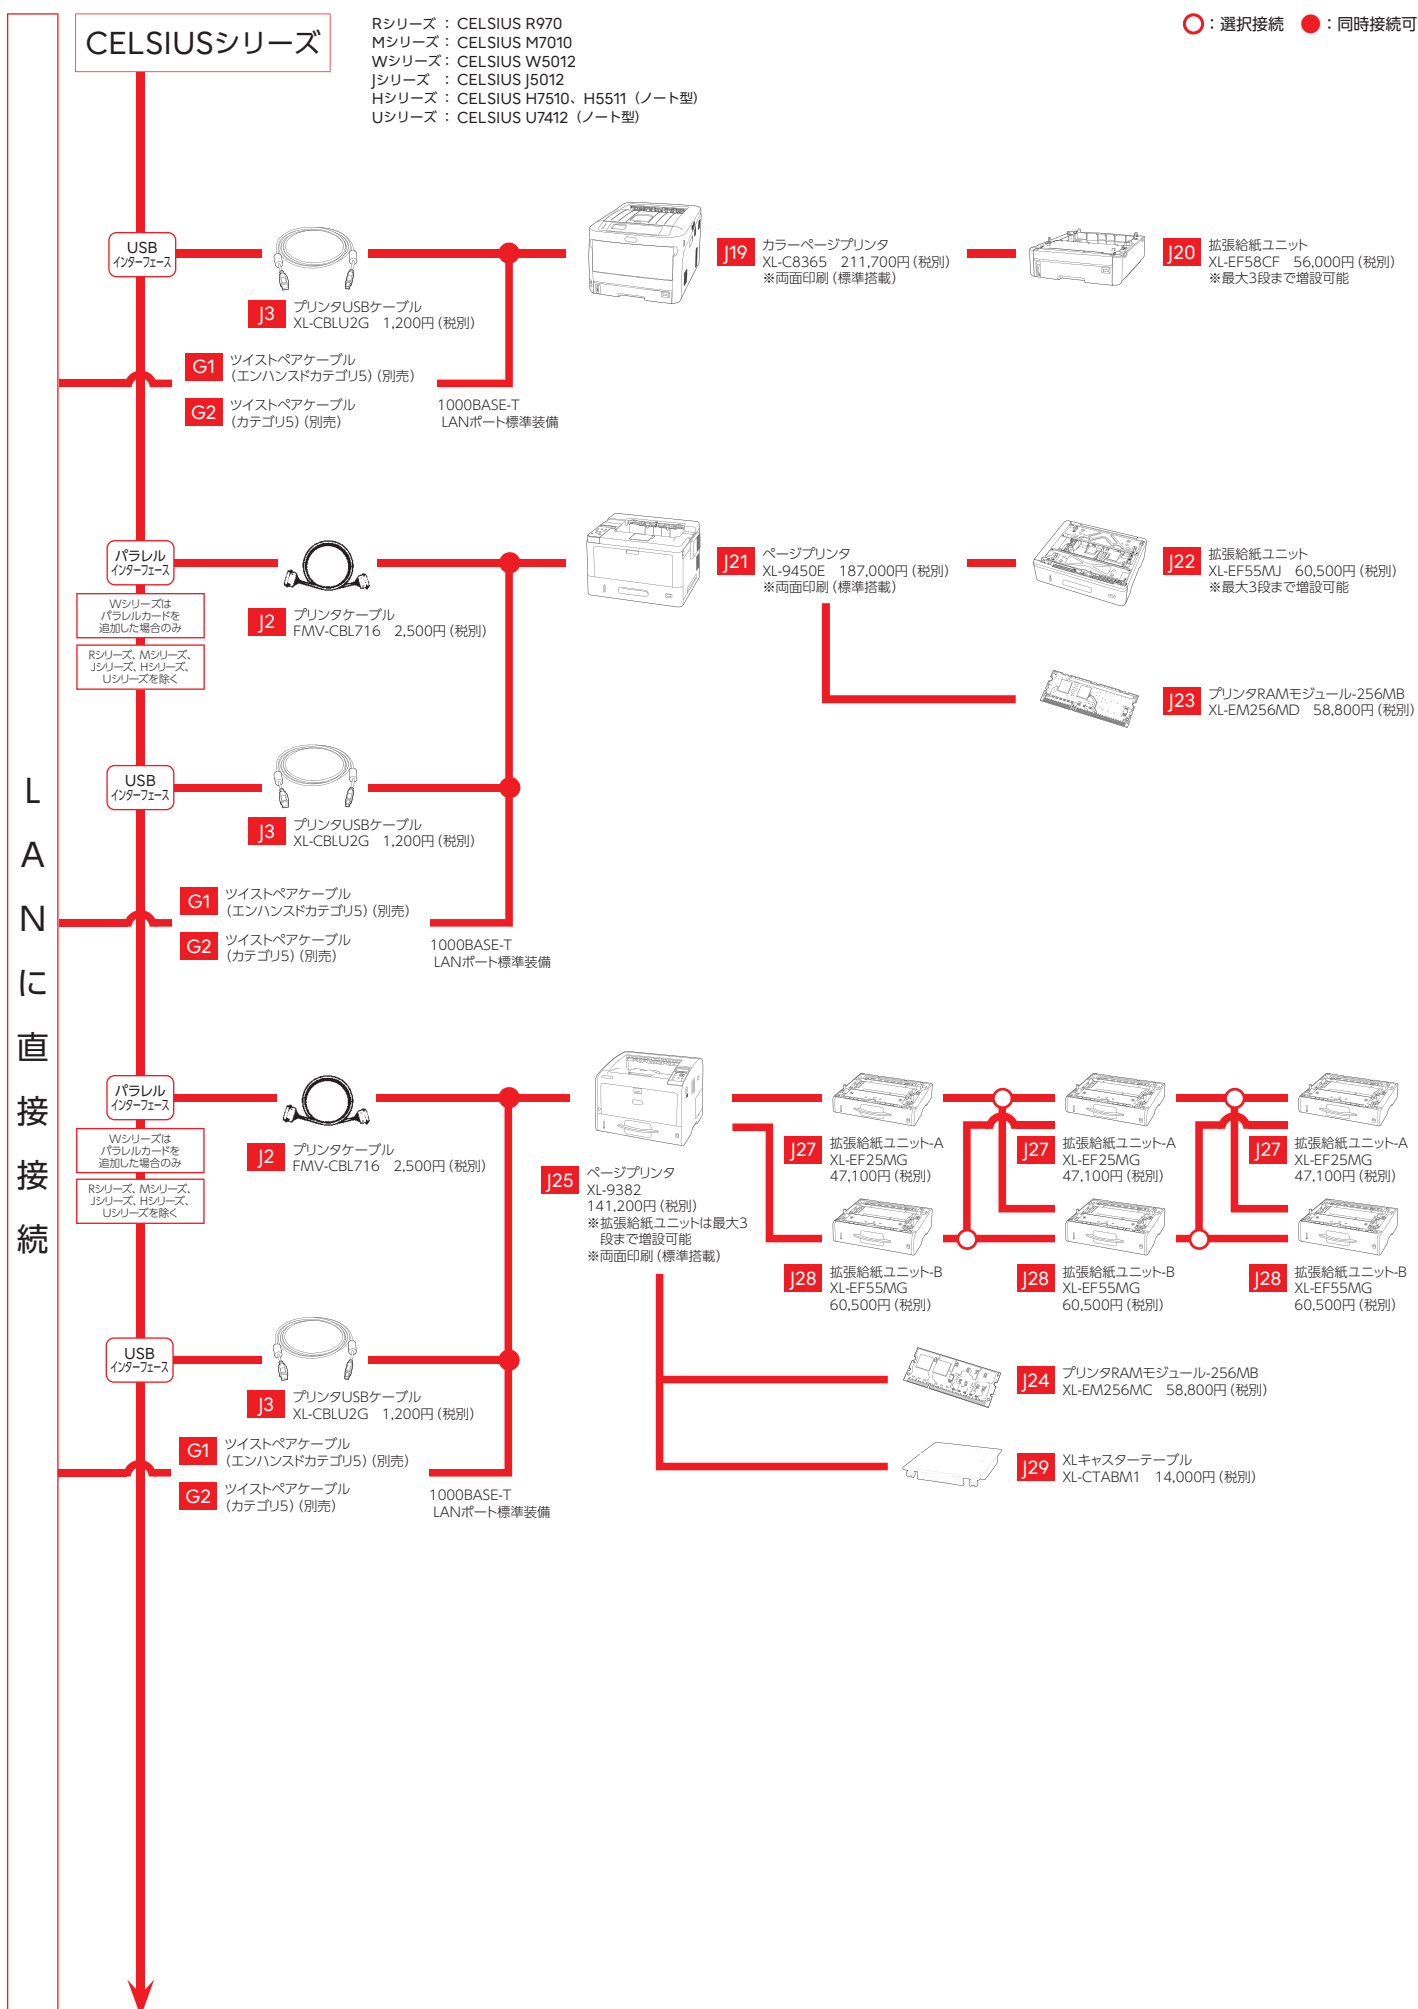 CELSIUSシリーズ
Rシリーズ ： CELSIUS R970
Mシリーズ ： CELSIUS M7010
Wシリーズ ： CELSIUS W5012
Jシリーズ ： CELSIUS J5012
Hシリーズ ： CELSIUS H7510、H5511（ノート型）
Uシリーズ ： CELSIUS U7412（ノート型）
：選択接続 ：同時接続可
LANに直接接続
USB
インターフェース
J3 プリンタUSBケーブル
XL-CBLU2G 1,200円（税別）
G1 ツイストペアケーブル
（エンハンスドカテゴリ5）（別売）
G2 ツイストペアケーブル
（カテゴリ5）（別売）
1000BASE-T
LANポート標準装備
J19 カラーページプリンタ
XL-C8365 211,700円（税別）
※両面印刷（標準搭載）
J20 拡張給紙ユニット
XL-EF58CF 56,000円（税別）
※最大3段まで増設可能
パラレル
インターフェース
Wシリーズは
パラレルカードを
追加した場合のみ
Rシリーズ、Mシリーズ、
Jシリーズ、Hシリーズ、
Uシリーズを除く
J2 プリンタケーブル
FMV-CBL716 2,500円（税別）
J21 ページプリンタ
XL-9450E 187,000円（税別）
※両面印刷（標準搭載）
J22 拡張給紙ユニット
XL-EF55MJ 60,500円（税別）
※最大3段まで増設可能
J23 プリンタRAMモジュール-256MB
XL-EM256MD 58,800円（税別）
USB
インターフェース
J3 プリンタUSBケーブル
XL-CBLU2G 1,200円（税別）
G1 ツイストペアケーブル
（エンハンスドカテゴリ5）（別売）
G2 ツイストペアケーブル
（カテゴリ5）（別売）
1000BASE-T
LANポート標準装備
パラレル
インターフェース
Wシリーズは
パラレルカードを
追加した場合のみ
Rシリーズ、Mシリーズ、
Jシリーズ、Hシリーズ、
Uシリーズを除く
J2 プリンタケーブル
FMV-CBL716 2,500円（税別）
J25 ページプリンタ
XL-9382
141,200円（税別）
※拡張給紙ユニットは最大3
段まで増設可能
※両面印刷（標準搭載）
J27 拡張給紙ユニット-A
XL-EF25MG
47,100円（税別）
J27 拡張給紙ユニット-A
XL-EF25MG
47,100円（税別）
J27 拡張給紙ユニット-A
XL-EF25MG
47,100円（税別）
J28 拡張給紙ユニット-B
XL-EF55MG
60,500円（税別）
J28 拡張給紙ユニット-B
XL-EF55MG
60,500円（税別）
J28 拡張給紙ユニット-B
XL-EF55MG
60,500円（税別）
USB
インターフェース
J3 プリンタUSBケーブル
XL-CBLU2G 1,200円（税別）
J24 プリンタRAMモジュール-256MB
XL-EM256MC 58,800円（税別）
G1 ツイストペアケーブル
（エンハンスドカテゴリ5）（別売）
G2 ツイストペアケーブル
（カテゴリ5）（別売）
1000BASE-T
LANポート標準装備
J29 XLキャスターテーブル
XL-CTABM1 14,000円（税別）